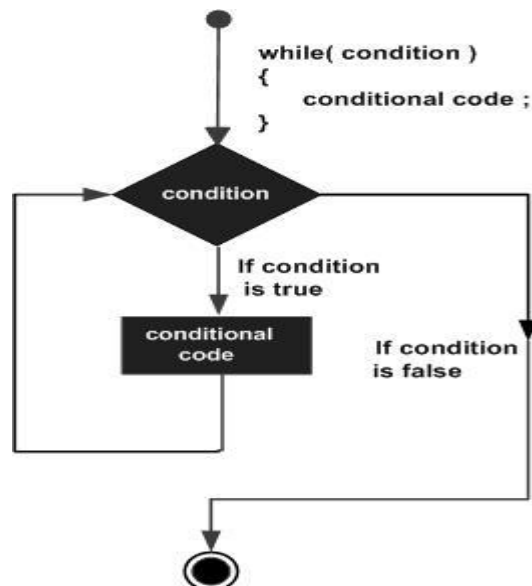 while( condition )
{
conditional code ;
}
condition
If condition
is true
conditional
code
If condition
is false